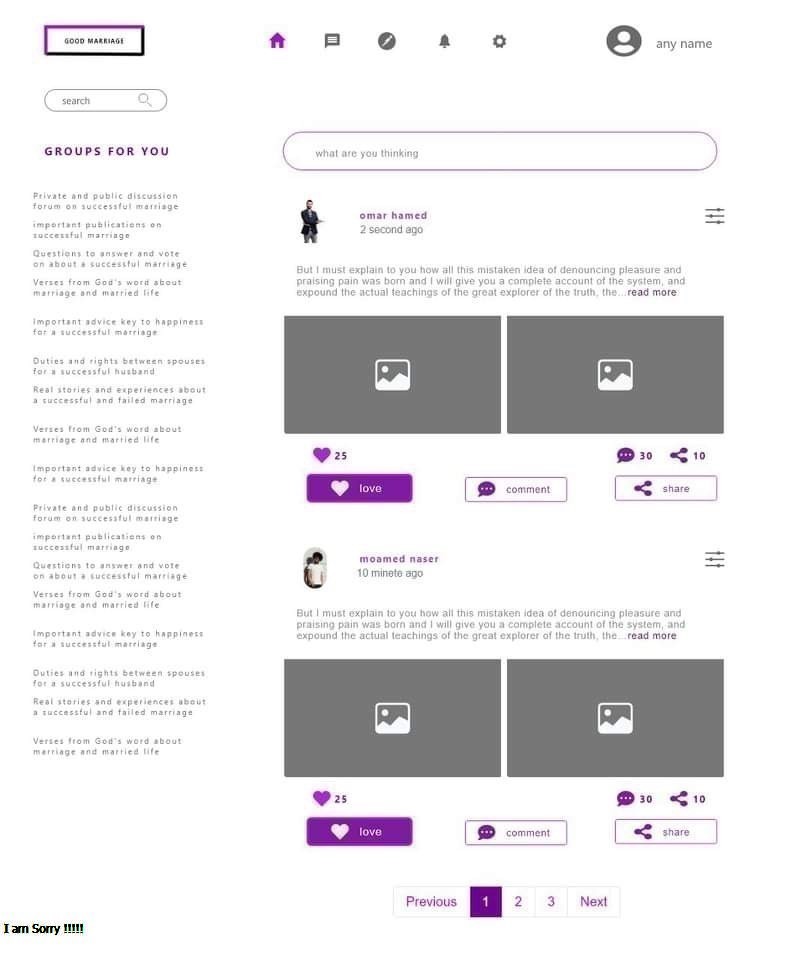 GOOD MARRIAGE
any name
search
GROUPS FOR YOU
what are you thinking
Private and public discussion
forum on successful marriage
important publications on
successful marriage
Questions to answer and vote
on about a successful marriage
Verses from God's word about
marriage and married life
Important advice key to happiness
for a successful marriage
Duties and rights between spouses
for a successful husband
Real stories and experiences about
a successful and failed marriage
Verses from God's word about
marriage and married life
Important advice key to happiness
for a successful marriage
Private and public discussion
forum on successful marriage
important publications on
successful marriage
Questions to answer and vote
on about a successful marriage
Verses from God's word about
marriage and married life
Important advice key to happiness
for a successful marriage
Duties and rights between spouses
for a successful husband
Real stories and experiences about
a successful and failed marriage
Verses from God's word about
marriage and married life
omar hamed
2 second ago
But I must explain to you how all this mistaken idea of denouncing pleasure and
praising pain was born and I will give you a complete account of the system, and
expound the actual teachings of the great explorer of the truth, the...read more
25
30
10
love
comment
share
moamed naser
10 minete ago
But I must explain to you how all this mistaken idea of denouncing pleasure and
praising pain was born and I will give you a complete account of the system, and
expound the actual teachings of the great explorer of the truth, the...read more
25
30
10
love
comment
share
Previous 1 2 3 Next
I am Sorry !!!!!